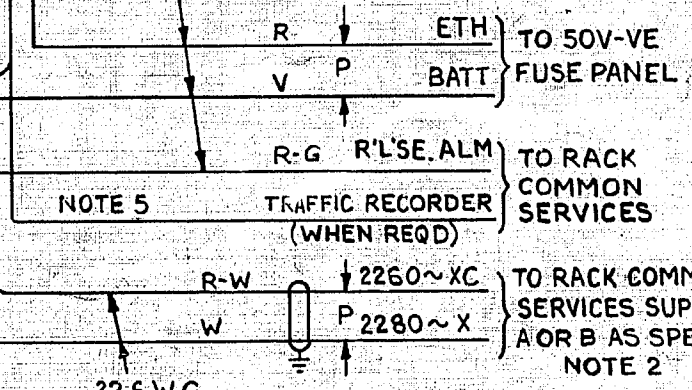 R ETH
TO 50V-VE
P
V BATT
FUSE PANEL
R-G R'L'SE. ALM
TO RACK
COMMON
NOTE 5 TRAFFIC RECORDER
SERVICES
(WHEN REQD)
R-W 2260~ XC
TO RACK COMM
SERVICES SUP
W P 2280~ X
A OR B AS SPE
NOTE 2